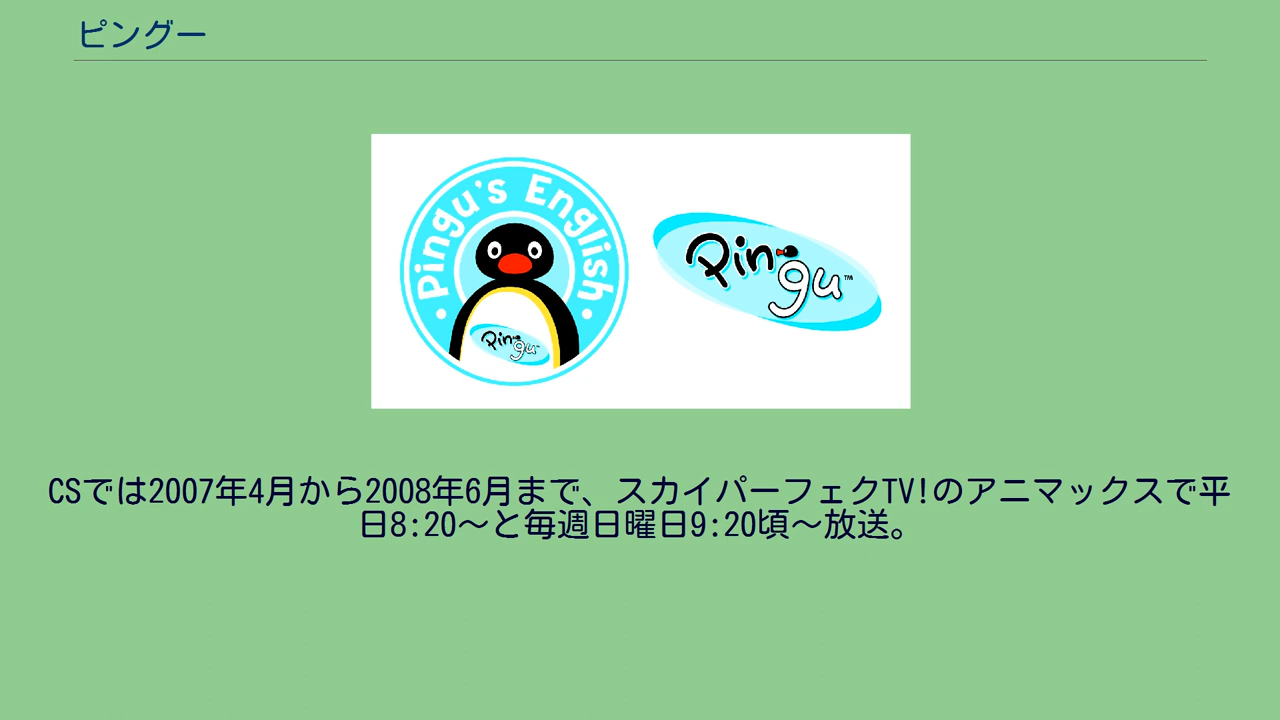 ピングー
Pingu's English
Pingu
Pingu™
CSでは2007年4月から2008年6月まで、スカイパーフェクTV!のアニマックスで平
日8:20〜と毎週日曜日9:20頃〜放送。